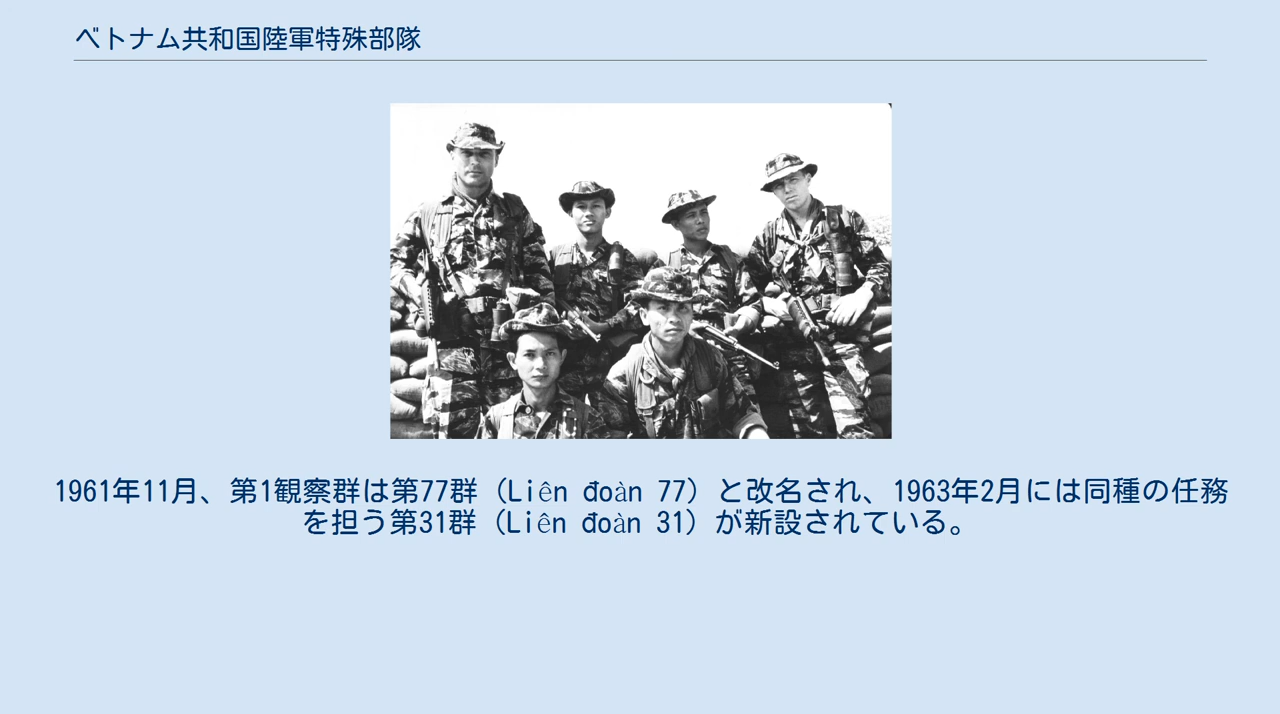 ベトナム共和国陸軍特殊部隊
1961年11月、第1観察群は第77群（Liên đoàn 77）と改名され、1963年2月には同種の任務
を担う第31群（Liên đoàn 31）が新設されている。